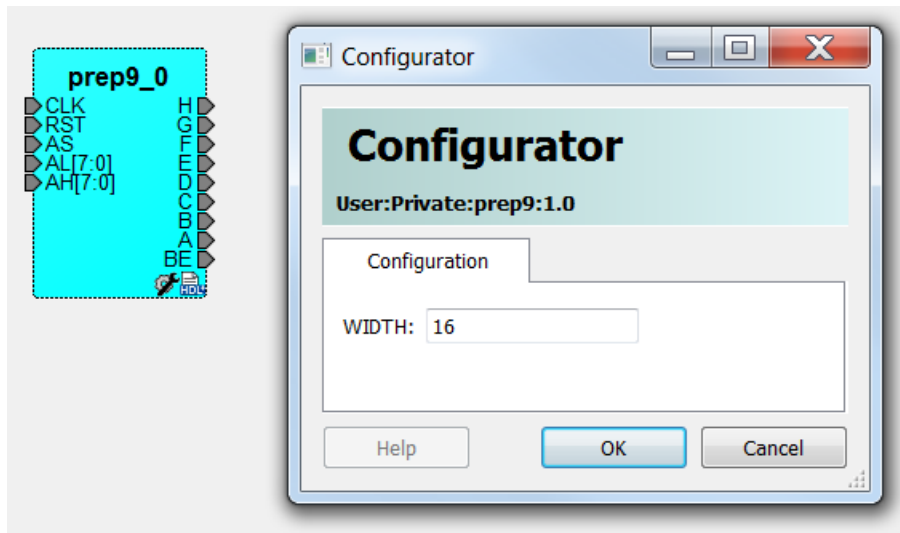 prep9_0
CLK H
RST G
AS F
AL[7:0] E
AH[7:0] D
C
B
A
BE
HDL
Configurator
Configurator
User:Private:prep9:1.0
Configuration
WIDTH: 16
Help OK Cancel